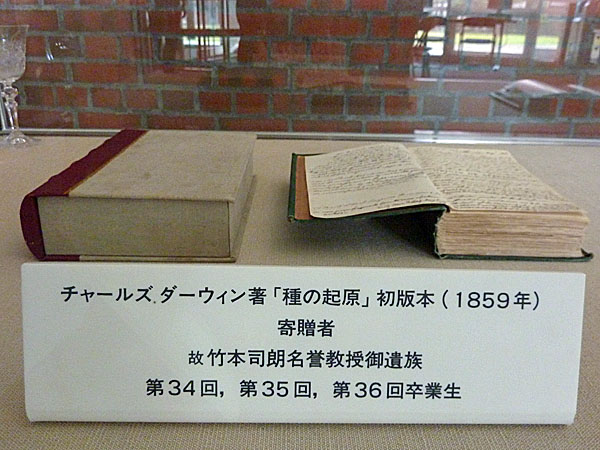 チャールズ.ダーウィン著「種の起原」初版本(1859年)
寄贈者
故竹本司朗名誉教授御遺族
第34回,第35回,第36回卒業生